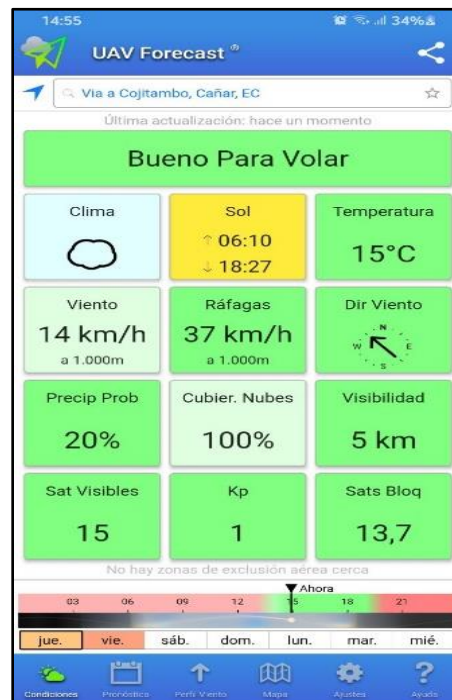 14:55 34%
UAV Forecast ®
Via a Cojitambo, Cañar, EC
Última actualización: hace un momento
Bueno Para Volar
Clima Sol Temperatura
↑ 06:10
↓ 18:27
15°C
Viento Ráfagas Dir Viento
14 km/h 37 km/h
a 1.000m a 1.000m
N
W E
S
Precip Prob Cubier. Nubes Visibilidad
20% 100% 5 km
Sat Visibles Kp Sats Bloq
15 1 13,7
No hay zonas de exclusión aérea cerca
Ahora
03 06 09 12 15 18 21
jue. vie. sáb. dom. lun. mar. mié.
Condiciones Pronóstico Perfil Viento Mapa Ajustes Ayuda